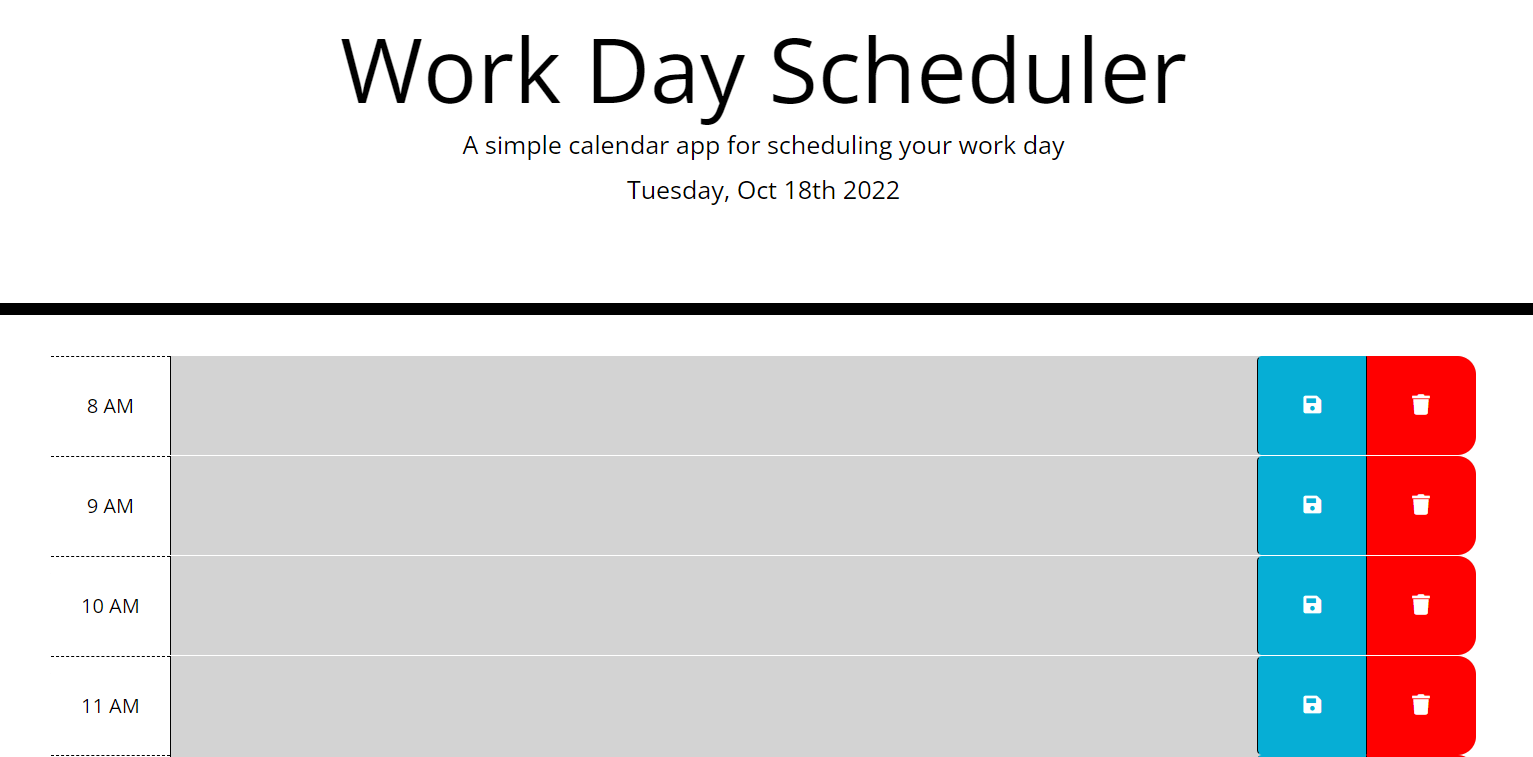 Work Day Scheduler
A simple calendar app for scheduling your work day
Tuesday, Oct 18th 2022
8 AM
9 AM
10 AM
11 AM